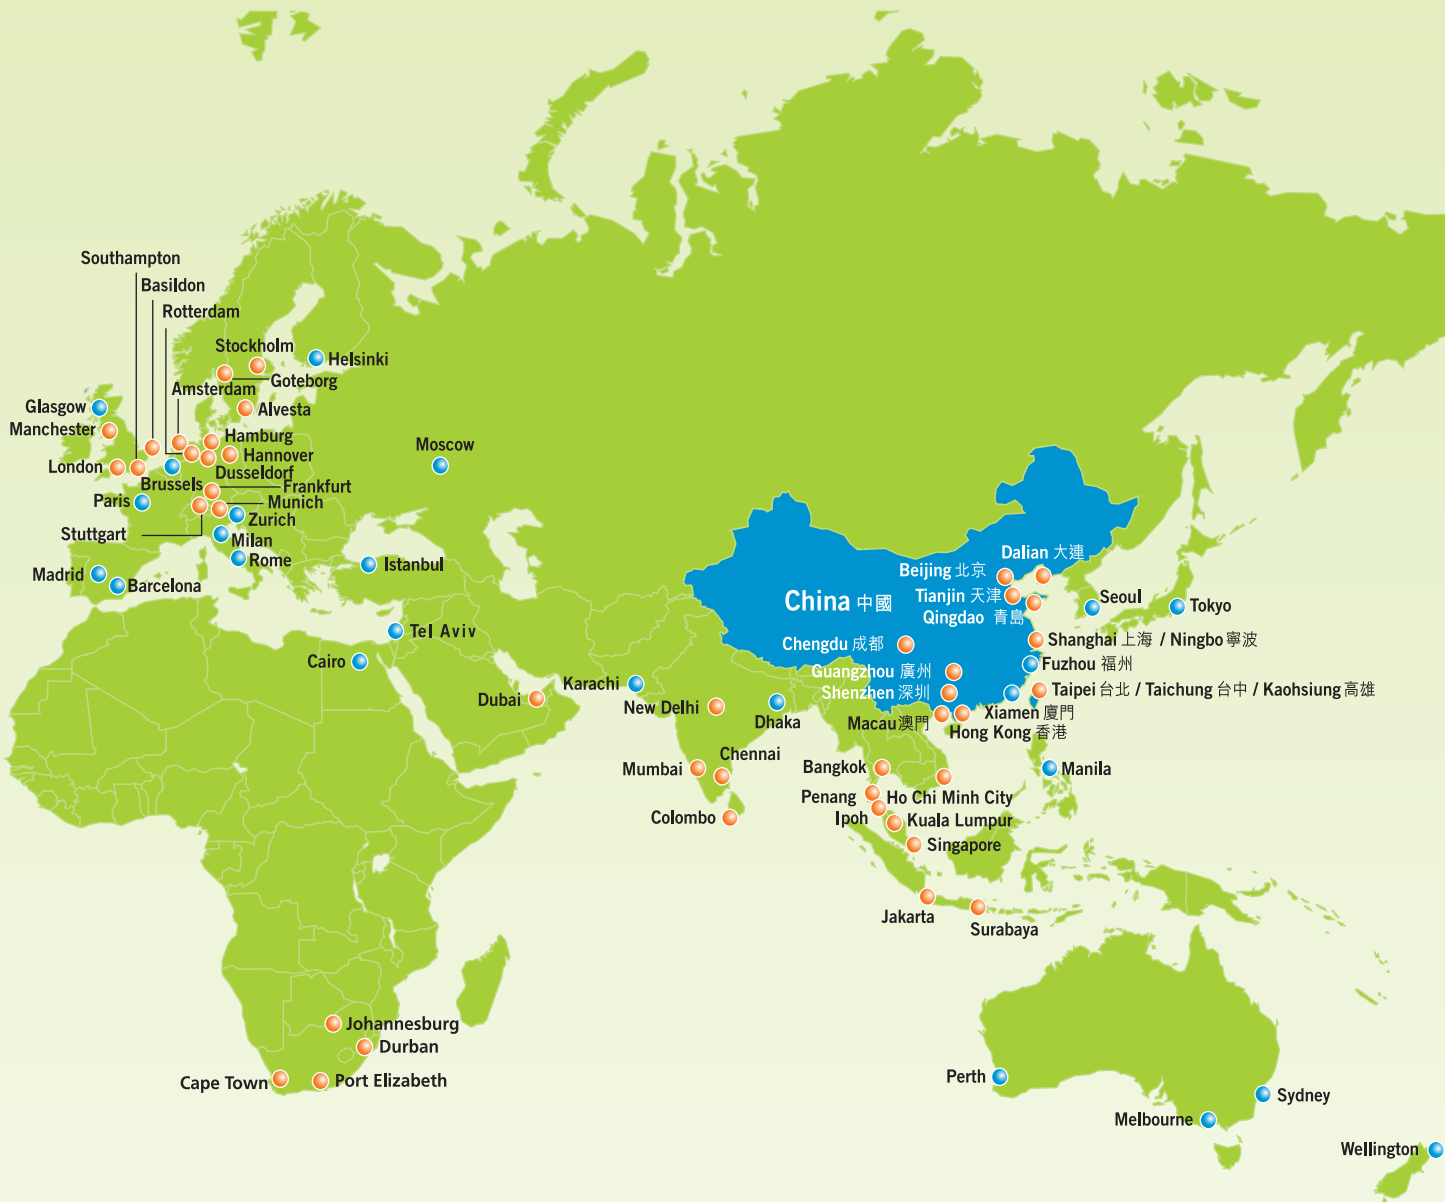 Southampton
Basildon
Rotterdam
Stockholm
Helsinki
Goteborg
Amsterdam
Glasgow
Alvesta
Manchester
Hamburg
Moscow
Hannover
London
Dusseldorf
Brussels
Frankfurt
Paris
Munich
Zurich
Stuttgart
Milan
Dalian 大連
Rome
Istanbul
Beijing 北京
Madrid
Barcelona
Tianjin 天津
Seoul
China 中國
Tokyo
Qingdao 青島
Tel Aviv
Shanghai 上海 / Ningbo 寧波
Chengdu 成都
Cairo
Fuzhou 福州
Guangzhou 廣州
Karachi
Taipei 台北 / Taichung 台中 / Kaohsiung 高雄
Shenzhen 深圳
Dubai
New Delhi
Xiamen 廈門
Dhaka
Macau 澳門
Hong Kong 香港
Chennai
Bangkok
Mumbai
Manila
Penang
Ho Chi Minh City
Colombo
Ipoh
Kuala Lumpur
Singapore
Jakarta
Surabaya
Johannesburg
Durban
Perth
Port Elizabeth
Cape Town
Sydney
Melbourne
Wellington